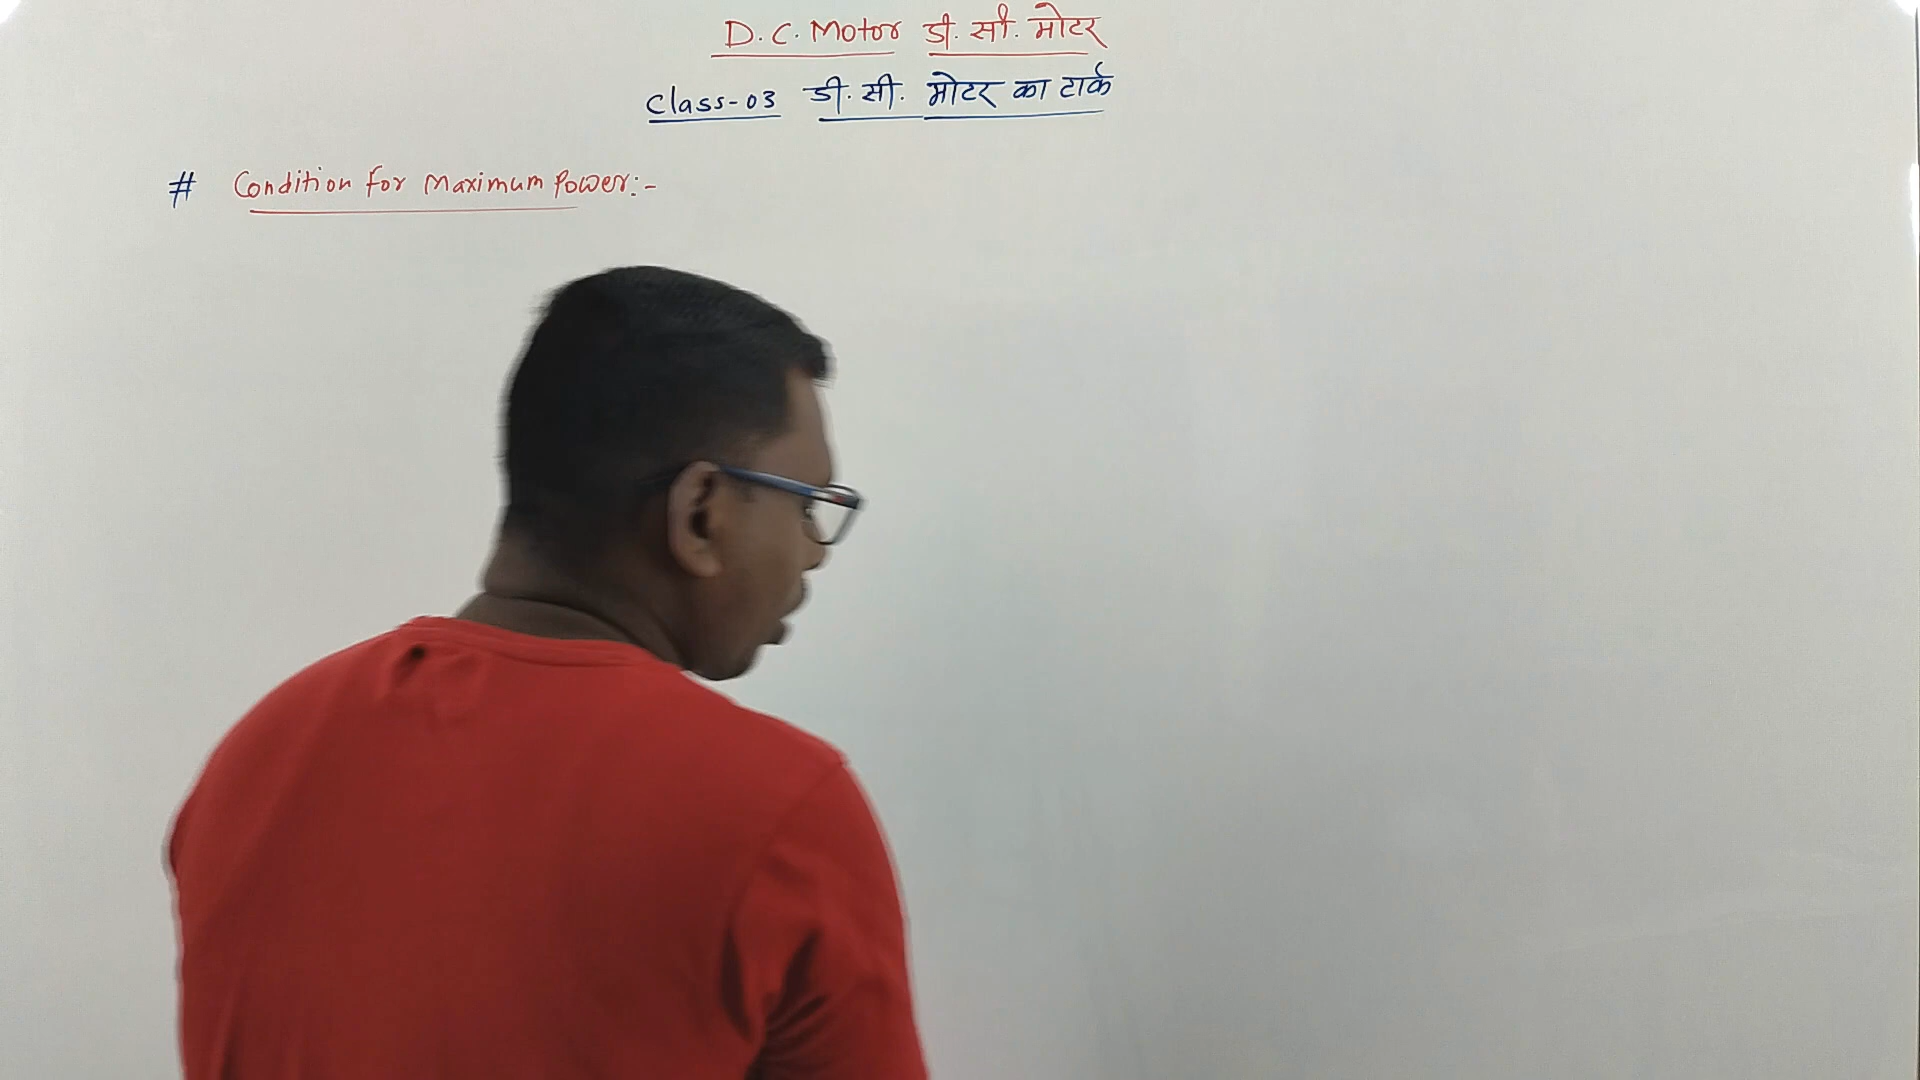 D.C. Motor डी. सी. मोटर
Class-03 डी. सी. मोटर का टार्क
# Condition for Maximum Power:-